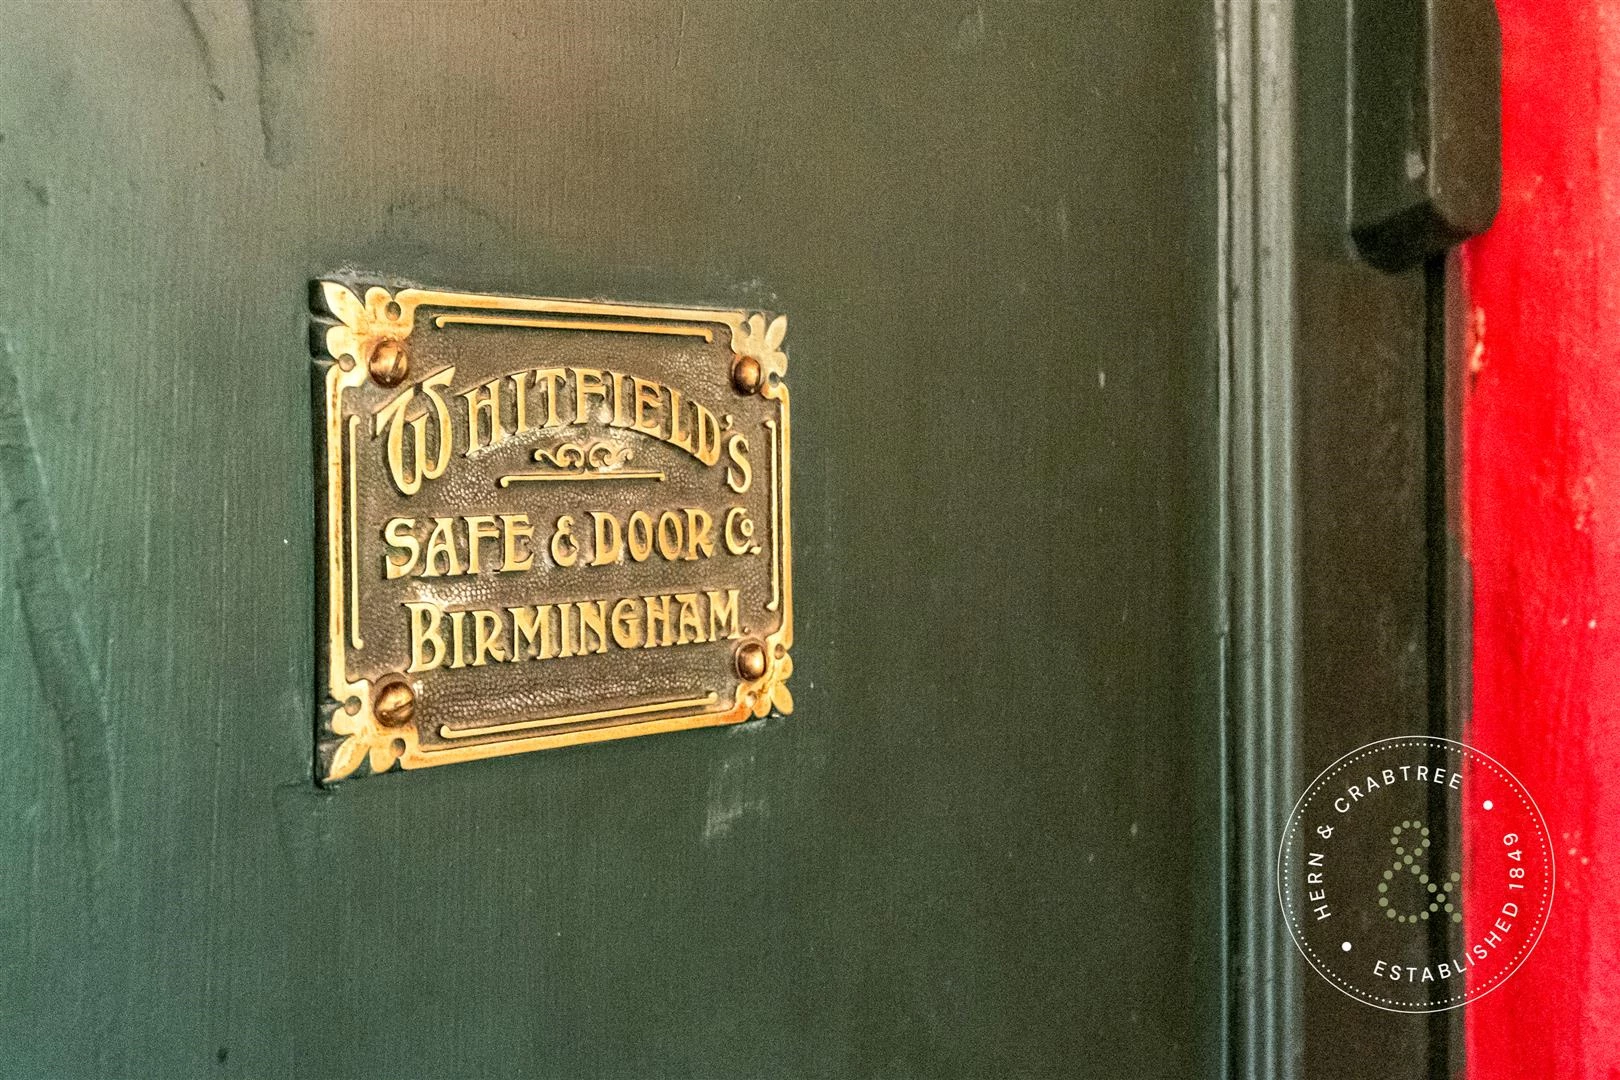 WHITFIELD'S
SAFE & DOOR Co.
BIRMINGHAM.
HERN & CRABTREE
&
ESTABLISHED 1849